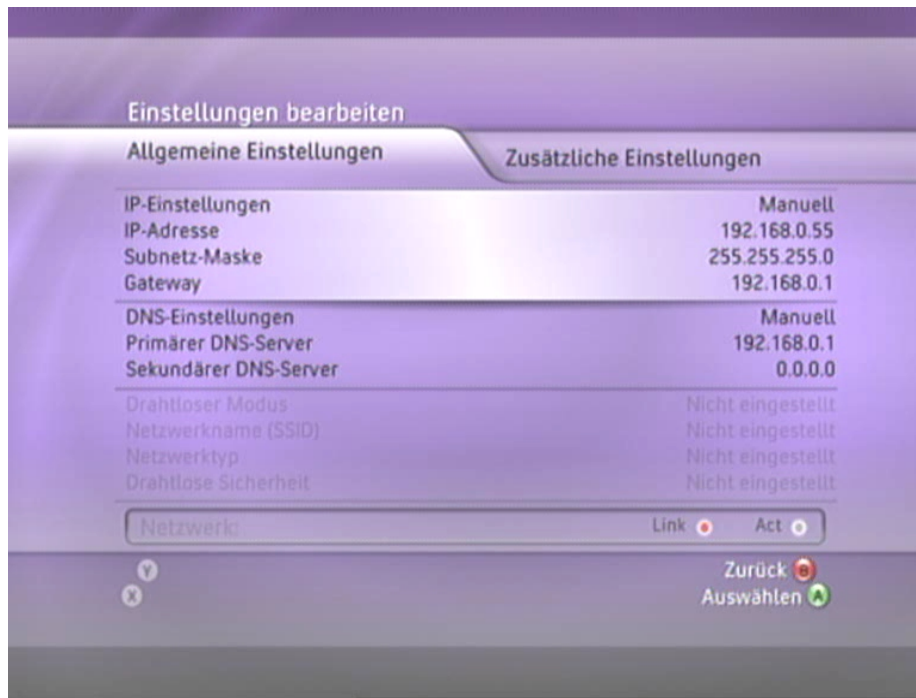 Einstellungen bearbeiten
Allgemeine Einstellungen
Zusätzliche Einstellungen
IP-Einstellungen Manuell
IP-Adresse 192.168.0.55
Subnetz-Maske 255.255.255.0
Gateway 192.168.0.1
DNS-Einstellungen Manuell
Primärer DNS-Server 192.168.0.1
Sekundärer DNS-Server 0.0.0.0
Drahtloser Modus Nicht eingestellt
Netzwerkname (SSID) Nicht eingestellt
Netzwerktyp Nicht eingestellt
Drahtlose Sicherheit Nicht eingestellt
Netzwerk: Link Act
Y Zurück B
X Auswählen A